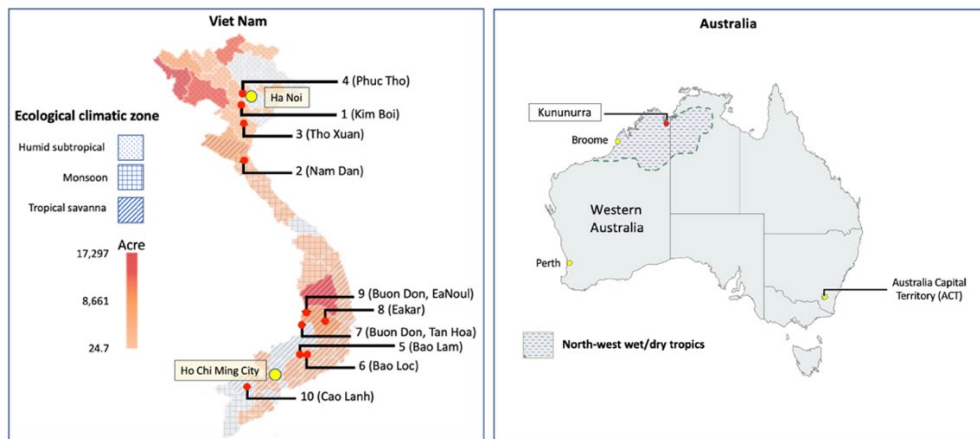 Viet Nam
4 (Phuc Tho)
Ha Noi
1 (Kim Boi)
3 (Tho Xuan)
2 (Nam Dan)
Ecological climatic zone
Humid subtropical
Monsoon
Tropical savanna
Acre
17,297
8,661
24.7
9 (Buon Don, EaNoul)
8 (Eakar)
7 (Buon Don, Tan Hoa)
5 (Bao Lam)
6 (Bao Loc)
Ho Chi Ming City
10 (Cao Lanh)
Australia
Kununurra
Broome
Western
Australia
Perth
Australia Capital
Territory (ACT)
North-west wet/dry tropics